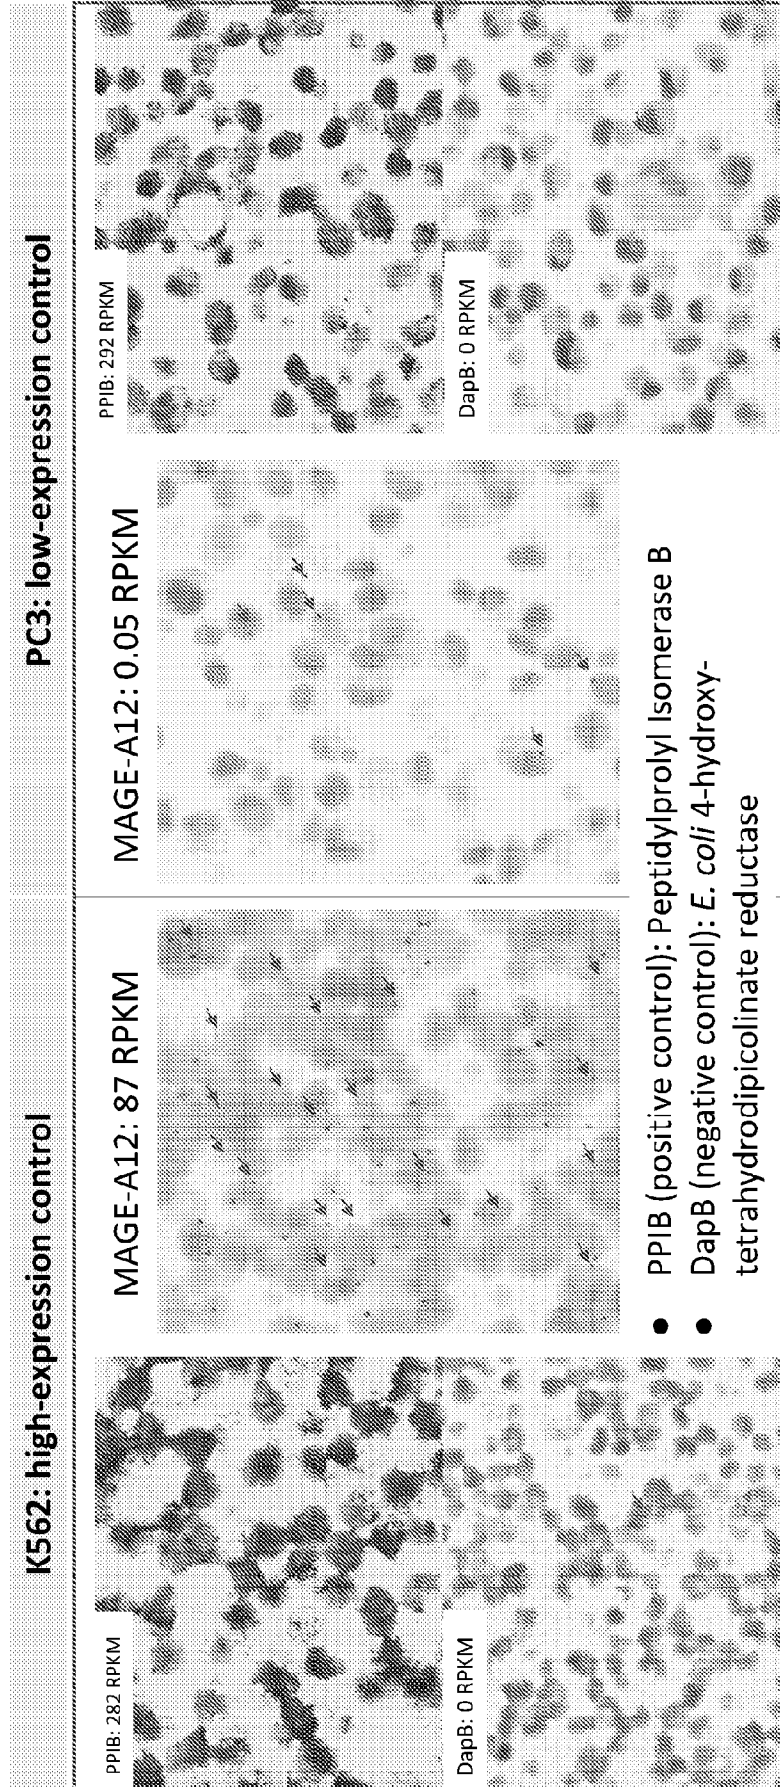 K562: high-expression control
PC3: low-expression control
PPIB: 282 RPKM
DapB: 0 RPKM
MAGE-A12: 87 RPKM
MAGE-A12: 0.05 RPKM
PPIB: 292 RPKM
DapB: 0 RPKM
● PPIB (positive control): Peptidylprolyl Isomerase B
● DapB (negative control): E. coli 4-hydroxy-
tetrahydrodipicolinate reductase